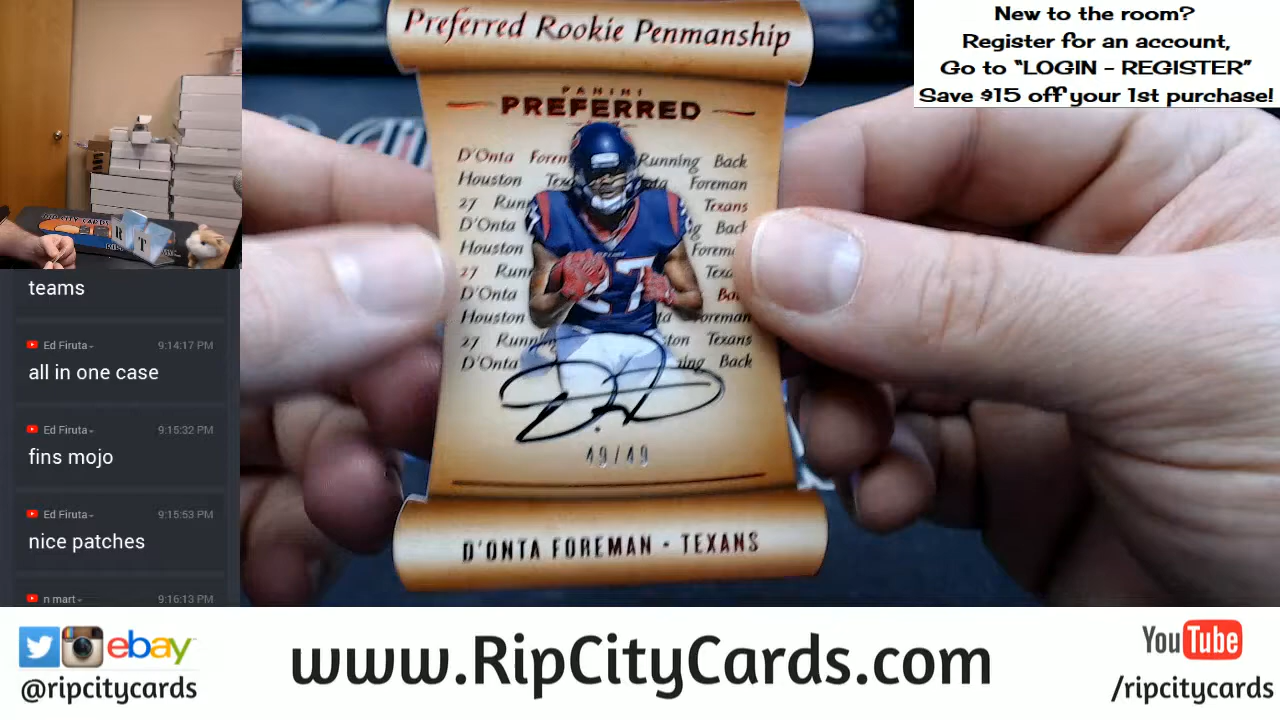 New to the room?
Register for an account,
Go to “LOGIN - REGISTER”
Save $15 off your 1st purchase!
Preferred Rookie Penmanship
PANINI
PREFERRED
D'Onta Running Back
Houston Foreman
27 Texans
D'Onta
Houston
27
D'Onta
Houston
27 Texans
D'Onta Back
27
49/49
D'ONTA FOREMAN - TEXANS
teams
Ed Firuta 9:14:17 PM
all in one case
Ed Firuta 9:15:32 PM
fins mojo
Ed Firuta 9:15:53 PM
nice patches
n mart 9:16:13 PM
ebay
@ripcitycards
www.RipCityCards.com
YouTube
/ripcitycards